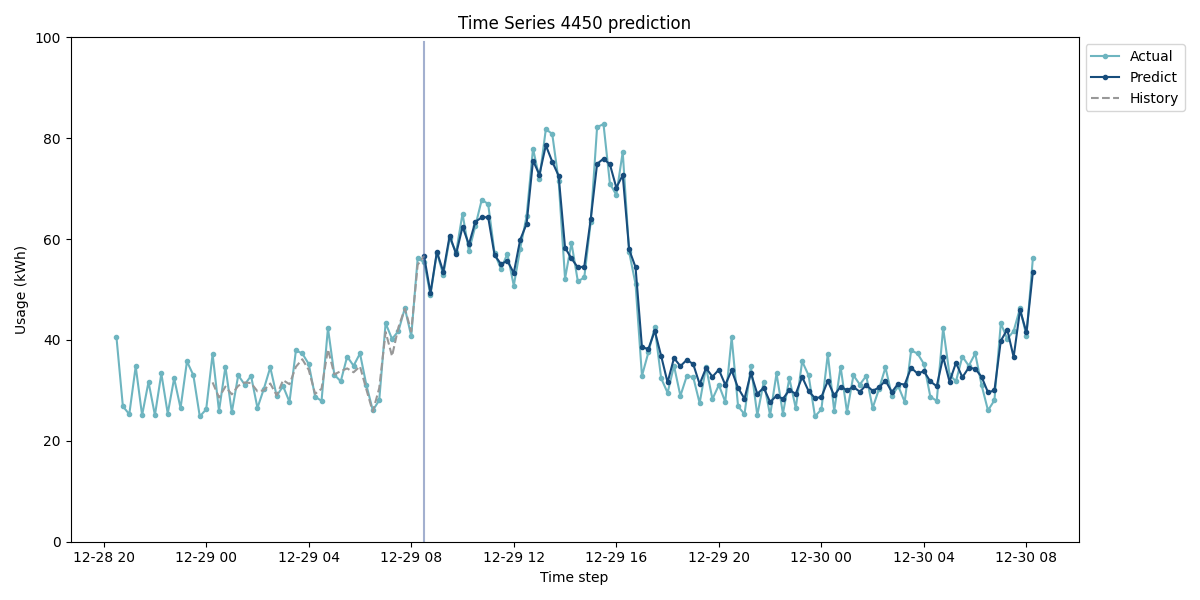 Time Series 4450 prediction
100
80
60
40
20
0
Usage (kWh)
12-28 20
12-29 00
12-29 04
12-29 08
12-29 12
12-29 16
12-29 20
12-30 00
12-30 04
12-30 08
Time step
Actual
Predict
History